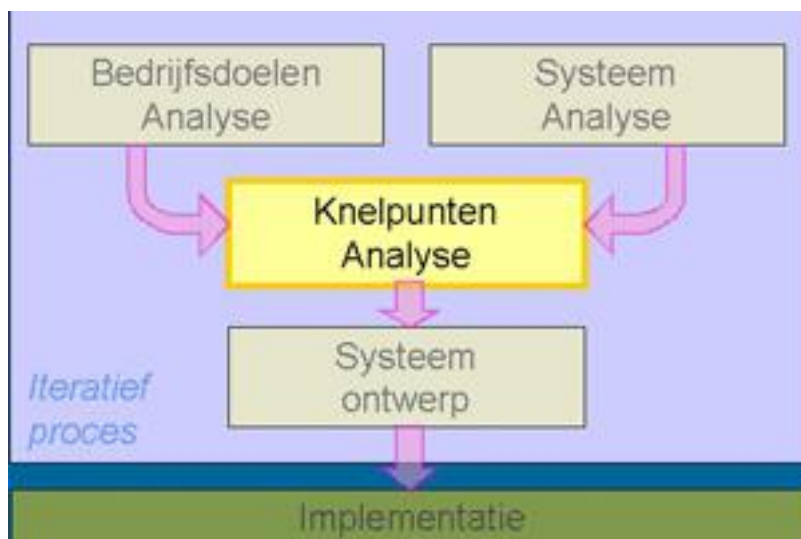 Bedrijfsdoelen
Analyse
Systeem
Analyse
Knelpunten
Analyse
Systeem
ontwerp
Iteratief
proces
Implementatie